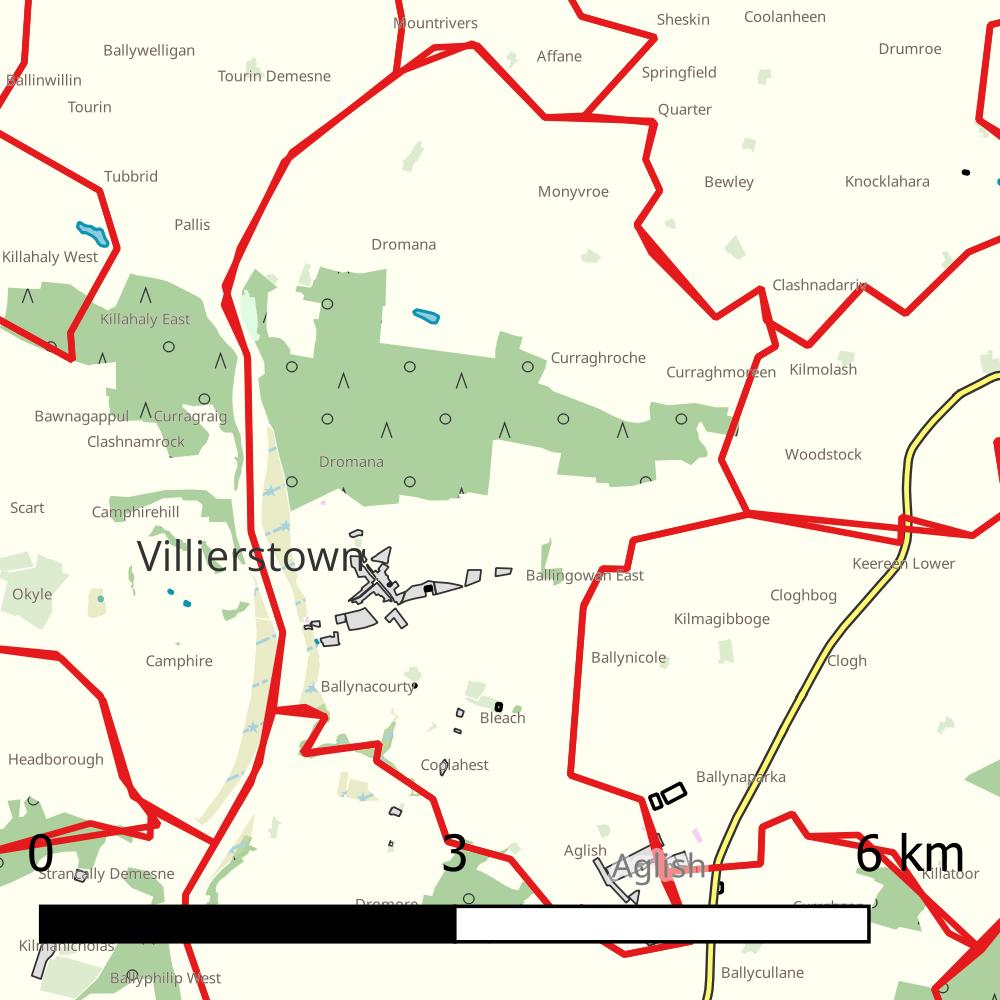 Mountrivers
Sheskin
Coolanheen
Ballywelligan
Affane
Drumroe
Ballinwillin
Tourin Demesne
Springfield
Tourin
Quarter
Tubbrid
Monyvroe
Bewley
Knocklahara
Pallis
Dromana
Killahaly West
Clashnadarriv
Killahaly East
Curraghroche
Curraghmoreen
Kilmolash
Bawnagappul
Curragraig
Clashnamrock
Dromana
Woodstock
Scart
Camphirehill
Villierstown
Ballingowan East
Keereen Lower
Okyle
Cloghbog
Kilmagibboge
Camphire
Ballynicole
Clogh
Ballynacourty
Bleach
Headborough
Coolahest
Ballynaparka
0
3
6 km
Aglish
Aglish
Strancally Demesne
Killatoor
Dromore
Kilmanicholas
Ballyphilip West
Ballycullane